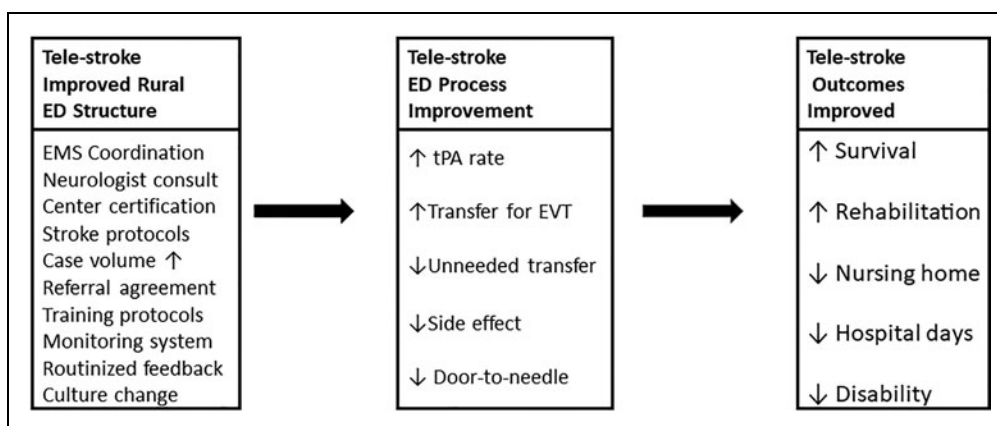 Tele-stroke
Improved Rural
ED Structure
EMS Coordination
Neurologist consult
Center certification
Stroke protocols
Case volume ↑
Referral agreement
Training protocols
Monitoring system
Routinized feedback
Culture change
Tele-stroke
ED Process
Improvement
↑ tPA rate
↑Transfer for EVT
↓Unneeded transfer
↓Side effect
↓ Door-to-needle
Tele-stroke
Outcomes
Improved
↑ Survival
↑ Rehabilitation
↓ Nursing home
↓ Hospital days
↓ Disability